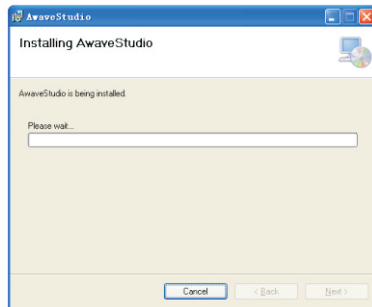 AwaveStudio
Installing AwaveStudio
AwaveStudio is being installed.
Please wait...
Cancel
< Back
Next >